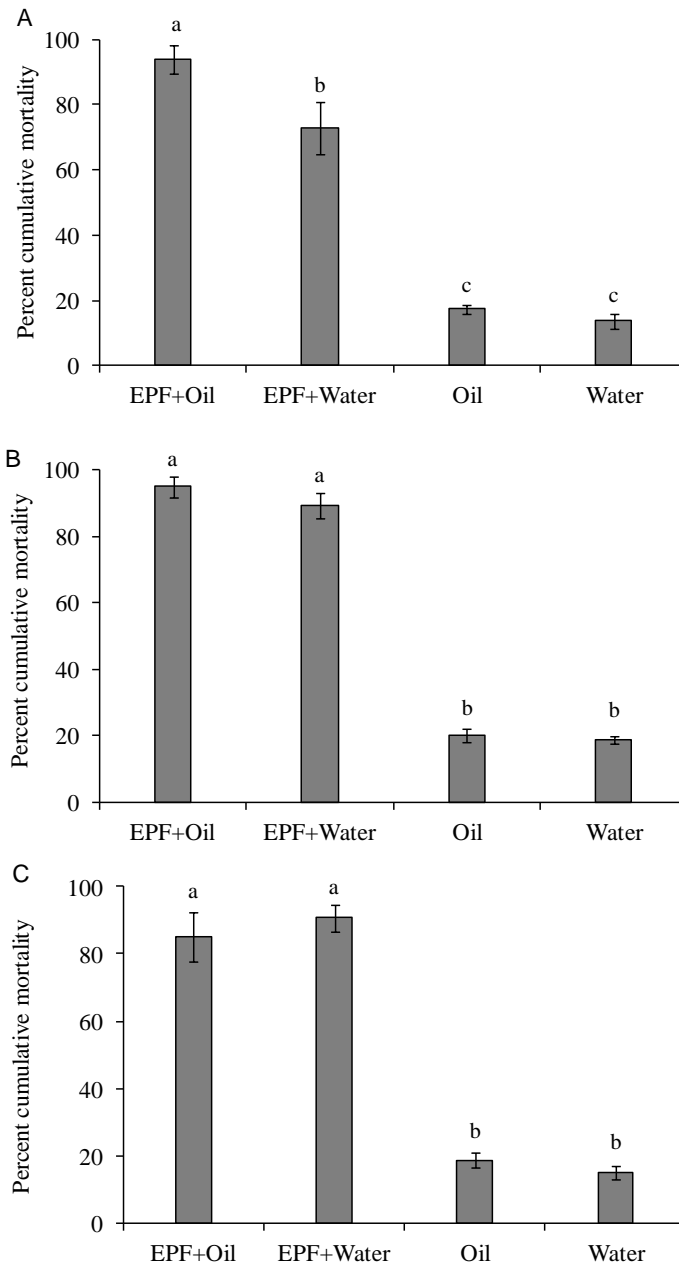 A
Percent cumulative mortality
100
80
60
40
20
0
a
b
c
c
EPF+Oil EPF+Water Oil Water
B
Percent cumulative mortality
100
80
60
40
20
0
a
a
b
b
EPF+Oil EPF+Water Oil Water
C
Percent cumulative mortality
100
80
60
40
20
0
a
a
b
b
EPF+Oil EPF+Water Oil Water